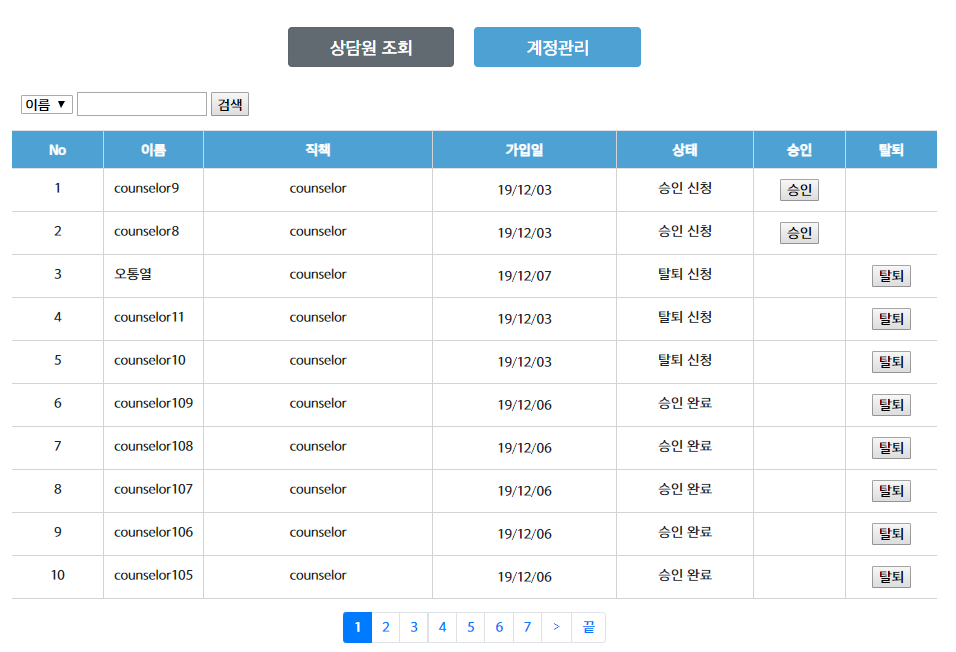 상담원 조회 계정관리
이름 ▼ 검색
No 이름 직책 가입일 상태 승인 탈퇴
1 counselor9 counselor 19/12/03 승인 신청 승인
2 counselor8 counselor 19/12/03 승인 신청 승인
3 오통열 counselor 19/12/07 탈퇴 신청 탈퇴
4 counselor11 counselor 19/12/03 탈퇴 신청 탈퇴
5 counselor10 counselor 19/12/03 탈퇴 신청 탈퇴
6 counselor109 counselor 19/12/06 승인 완료 탈퇴
7 counselor108 counselor 19/12/06 승인 완료 탈퇴
8 counselor107 counselor 19/12/06 승인 완료 탈퇴
9 counselor106 counselor 19/12/06 승인 완료 탈퇴
10 counselor105 counselor 19/12/06 승인 완료 탈퇴
1 2 3 4 5 6 7 > 끝